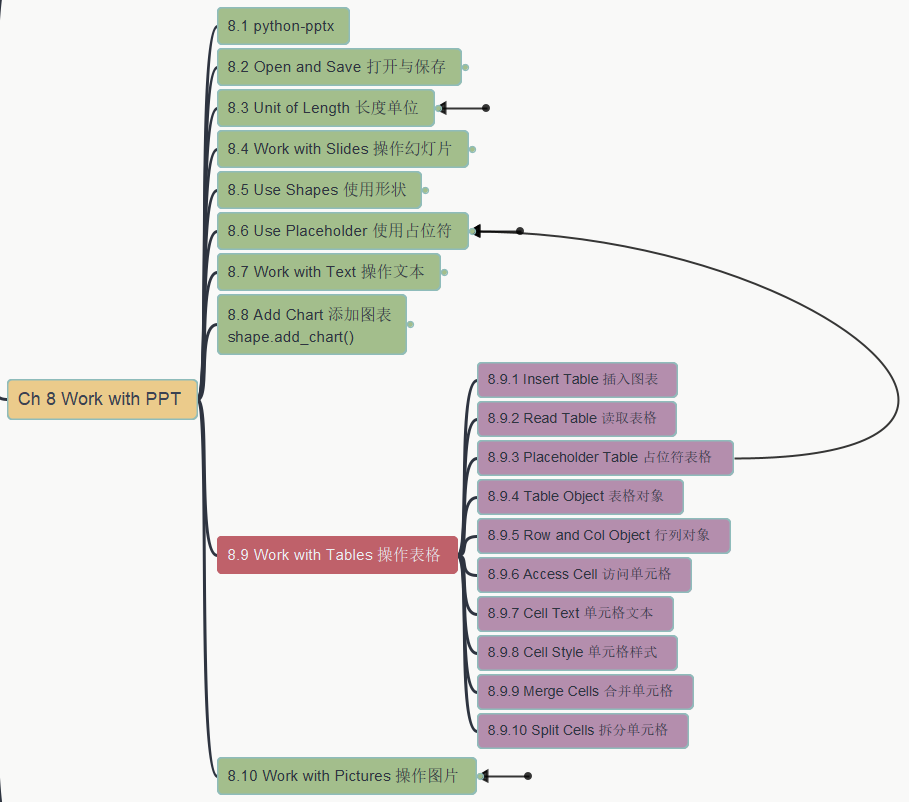 8.1 python-pptx
8.2 Open and Save 打开与保存
8.3 Unit of Length 长度单位
8.4 Work with Slides 操作幻灯片
8.5 Use Shapes 使用形状
8.6 Use Placeholder 使用占位符
8.7 Work with Text 操作文本
8.8 Add Chart 添加图表
shape.add_chart()
Ch 8 Work with PPT
8.9 Work with Tables 操作表格
8.9.1 Insert Table 插入图表
8.9.2 Read Table 读取表格
8.9.3 Placeholder Table 占位符表格
8.9.4 Table Object 表格对象
8.9.5 Row and Col Object 行列对象
8.9.6 Access Cell 访问单元格
8.9.7 Cell Text 单元格文本
8.9.8 Cell Style 单元格样式
8.9.9 Merge Cells 合并单元格
8.9.10 Split Cells 拆分单元格
8.10 Work with Pictures 操作图片